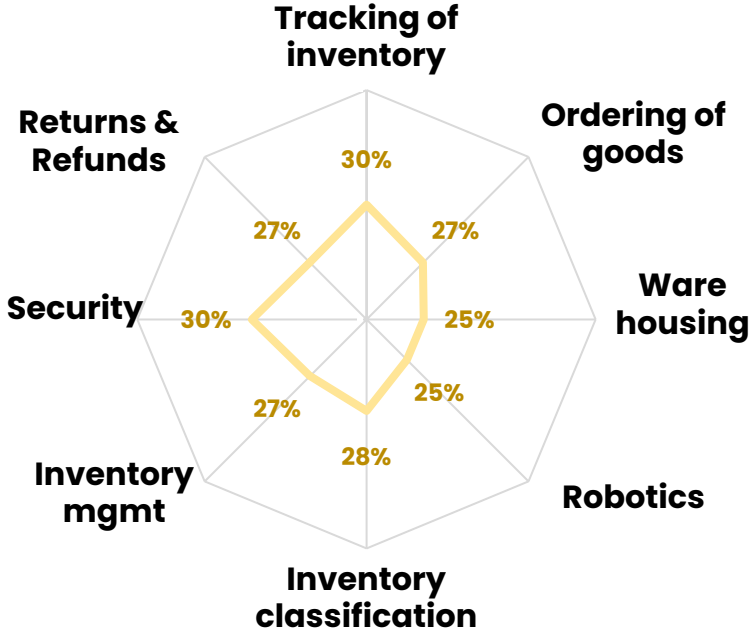 Tracking of
inventory
Returns &
Refunds
Ordering of
goods
30%
27%
27%
Security
30%
25%
Ware
housing
27%
25%
28%
Inventory
mgmt
Robotics
Inventory
classification